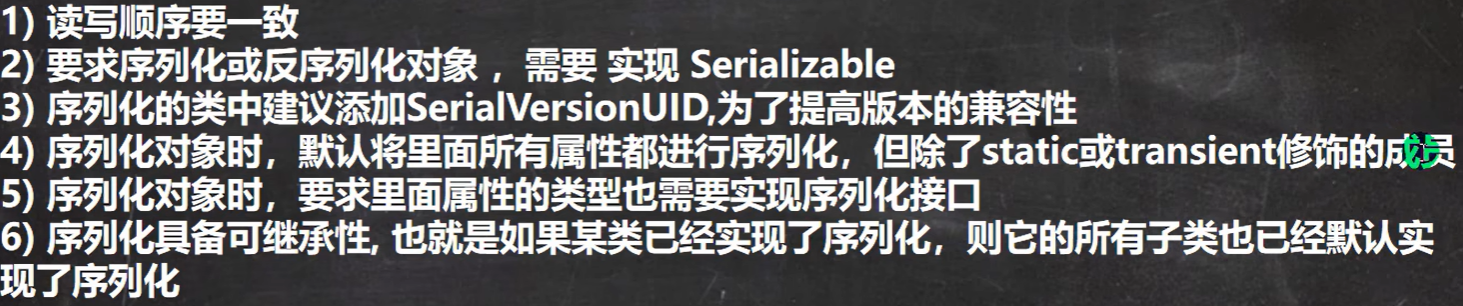 1) 读写顺序要一致
2) 要求序列化或反序列化对象 ，需要 实现 Serializable
3) 序列化的类中建议添加SerialVersionUID,为了提高版本的兼容性
4) 序列化对象时，默认将里面所有属性都进行序列化，但除了static或transient修饰的成员
5) 序列化对象时，要求里面属性的类型也需要实现序列化接口
6) 序列化具备可继承性, 也就是如果某类已经实现了序列化，则它的所有子类也已经默认实
现了序列化